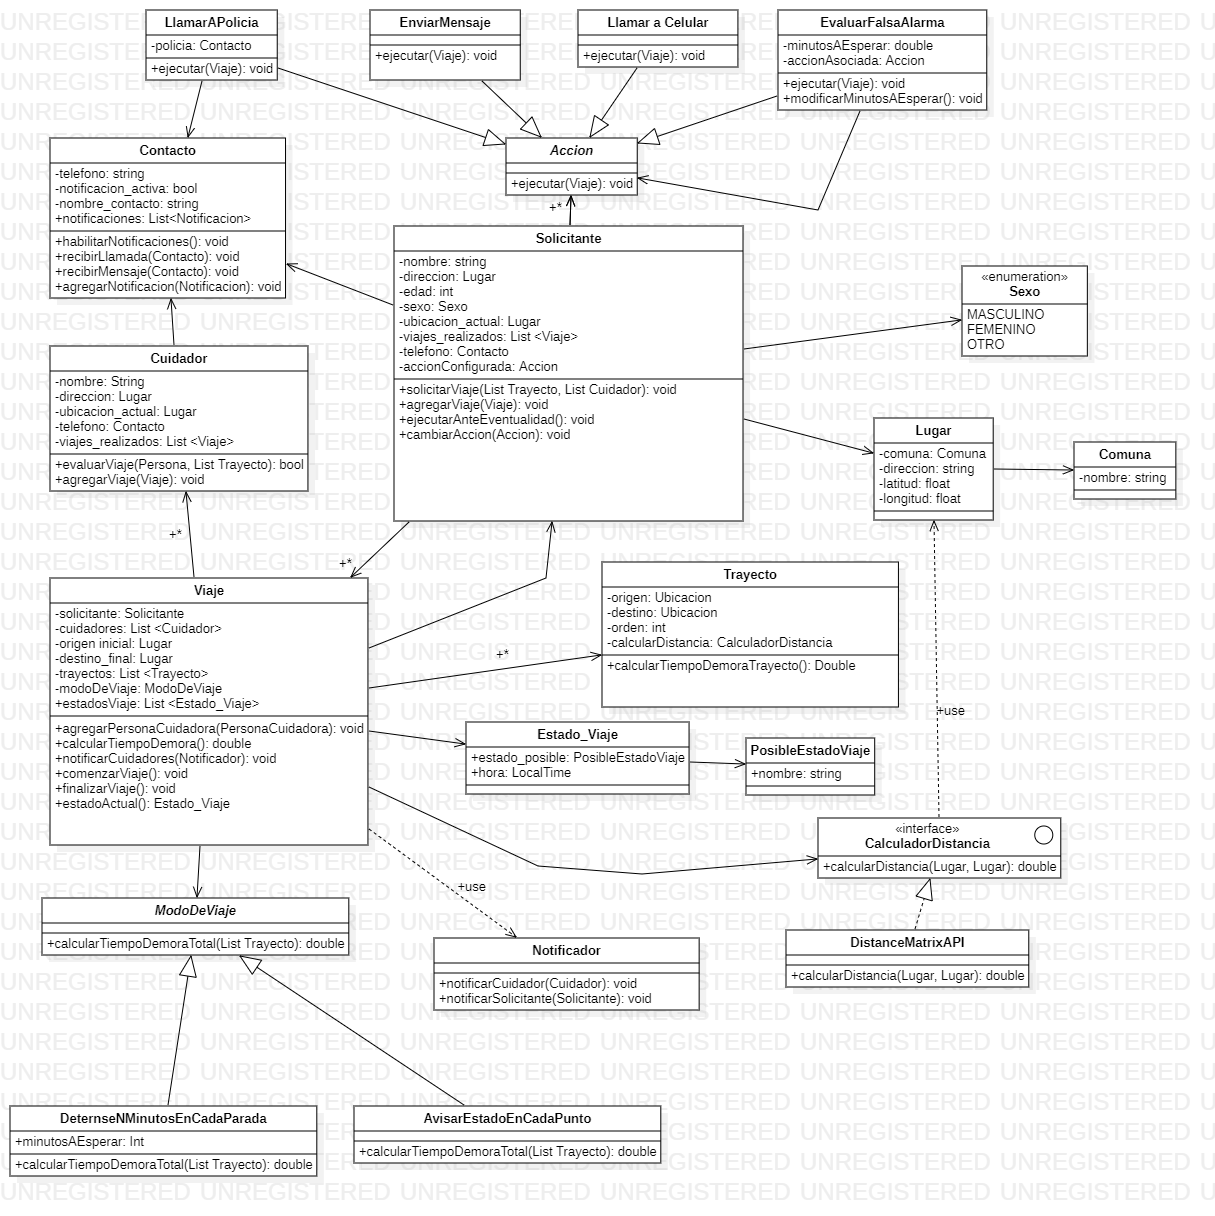 LlamarAPolicia
-policia: Contacto
+ejecutar(Viaje): void
EnviarMensaje
+ejecutar(Viaje): void
Llamar a Celular
+ejecutar(Viaje): void
EvaluarFalsaAlarma
-minutosAEsperar: double
-accionAsociada: Accion
+ejecutar(Viaje): void
+modificarMinutosAEsperar(): void
Contacto
-telefono: string
-notificacion_activa: bool
-nombre_contacto: string
+notificaciones: List<Notificacion>
+habilitarNotificaciones(): void
+recibirLlamada(Contacto): void
+recibirMensaje(Contacto): void
+agregarNotificacion(Notificacion): void
Accion
+ejecutar(Viaje): void
+*
Solicitante
-nombre: string
-direccion: Lugar
-edad: int
-sexo: Sexo
-ubicacion_actual: Lugar
-viajes_realizados: List <Viaje>
-telefono: Contacto
-accionConfigurada: Accion
+solicitarViaje(List Trayecto, List Cuidador): void
+agregarViaje(Viaje): void
+ejecutarAnteEventualidad(): void
+cambiarAccion(Accion): void
«enumeration»
Sexo
MASCULINO
FEMENINO
OTRO
Cuidador
-nombre: String
-direccion: Lugar
-ubicacion_actual: Lugar
-telefono: Contacto
-viajes_realizados: List <Viaje>
+evaluarViaje(Persona, List Trayecto): bool
+agregarViaje(Viaje): void
Lugar
-comuna: Comuna
-direccion: string
-latitud: float
-longitud: float
Comuna
-nombre: string
+*
+*
Viaje
-solicitante: Solicitante
-cuidadores: List <Cuidador>
-origen inicial: Lugar
-destino_final: Lugar
-trayectos: List <Trayecto>
-modoDeViaje: ModoDeViaje
-estadosViaje: List <Estado_Viaje>
+agregarPersonaCuidadora(PersonaCuidadora): void
+calcularTiempoDemora(): double
+notificarCuidadores(Notificador): void
+comenzarViaje(): void
+finalizarViaje(): void
+estadoActual(): Estado_Viaje
Trayecto
-origen: Ubicacion
-destino: Ubicacion
-orden: int
-calcularDistancia: CalculadorDistancia
+calcularTiempoDemoraTrayecto(): Double
+*
+use
Estado_Viaje
+estado_posible: PosibleEstadoViaje
+hora: LocalTime
PosibleEstadoViaje
+nombre: string
«interface»
CalculadorDistancia
+calcularDistancia(Lugar, Lugar): double
+use
ModoDeViaje
+calcularTiempoDemoraTotal(List Trayecto): double
Notificador
+notificarCuidador(Cuidador): void
+notificarSolicitante(Solicitante): void
DistanceMatrixAPI
+calcularDistancia(Lugar, Lugar): double
DeternseNMinutosEnCadaParada
+minutosAEsperar: Int
+calcularTiempoDemoraTotal(List Trayecto): double
AvisarEstadoEnCadaPunto
+calcularTiempoDemoraTotal(List Trayecto): double